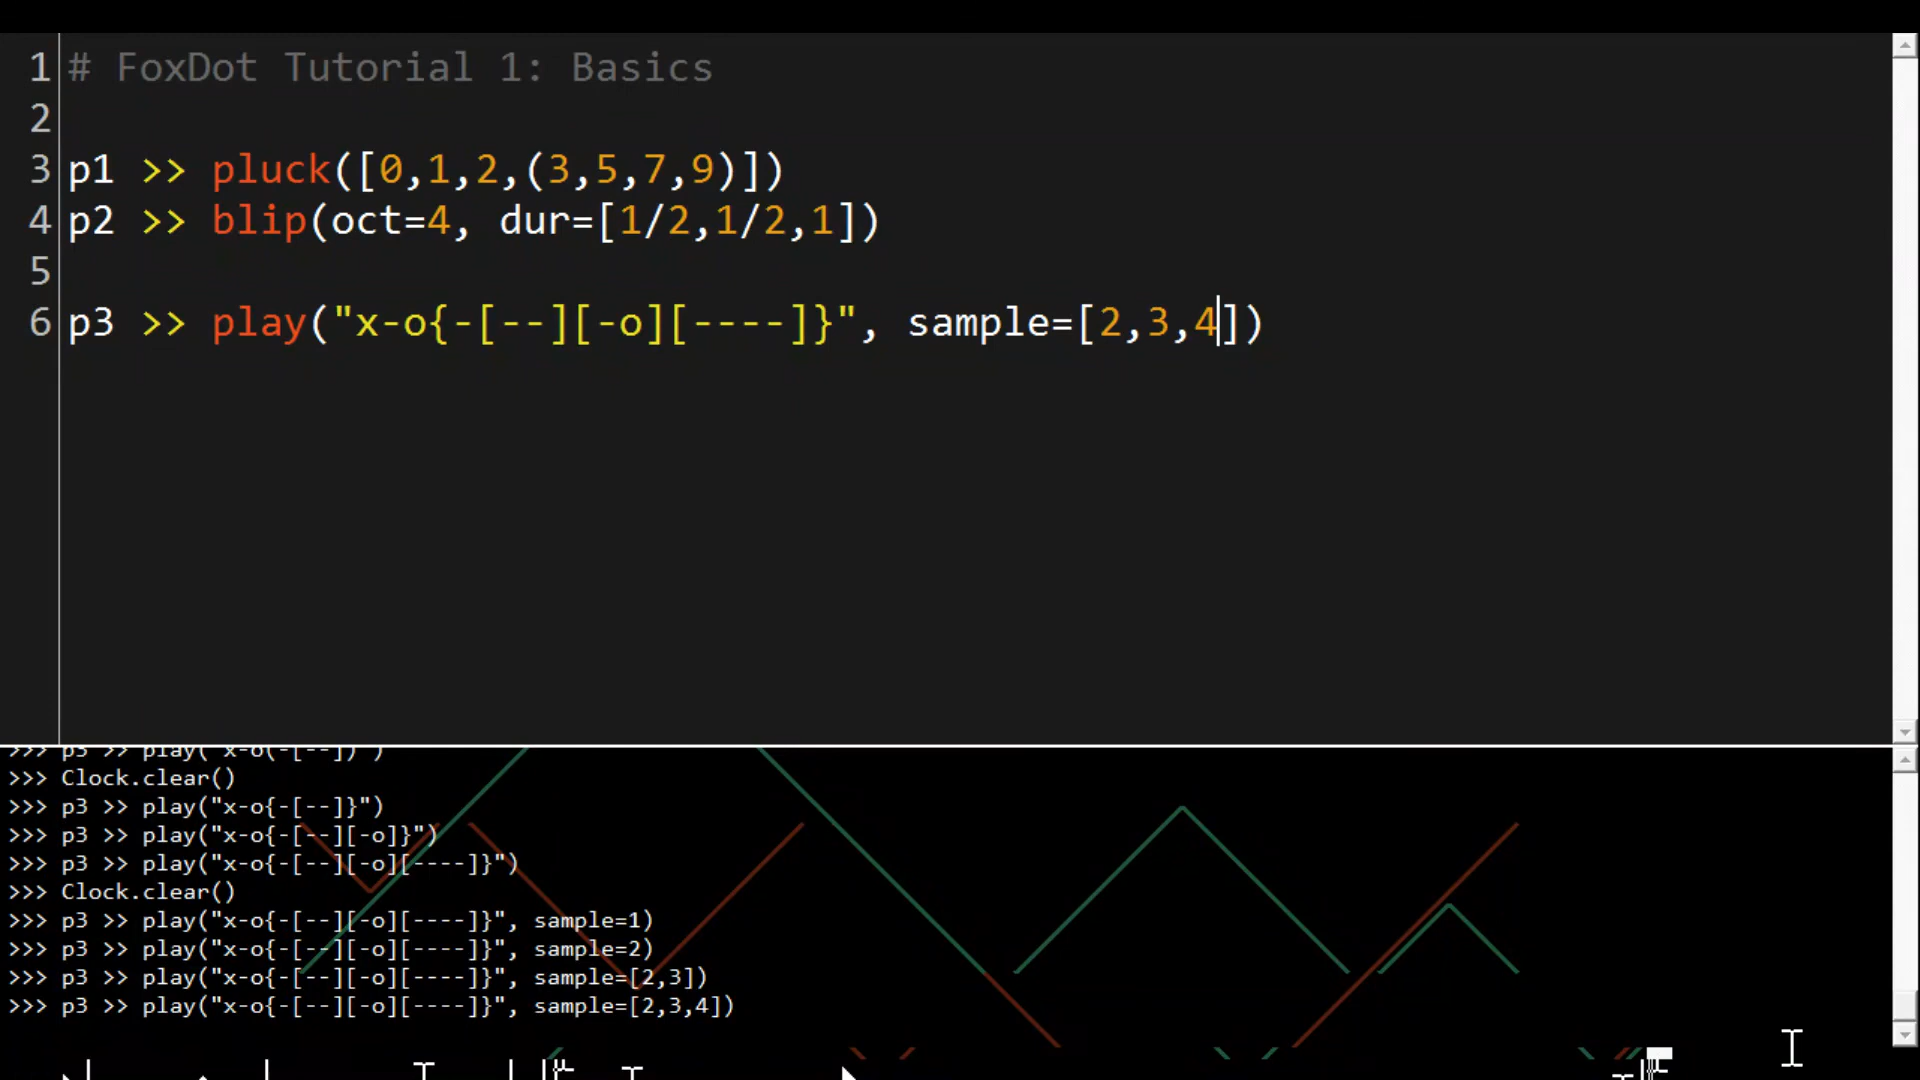 1 # FoxDot Tutorial 1: Basics
2
3 p1 >> pluck([0,1,2,(3,5,7,9)])
4 p2 >> blip(oct=4, dur=[1/2,1/2,1])
5
6 p3 >> play("x-o{-[--][-o][----]}", sample=[2,3,4])
>>> p3 >> play("x-o(-[--])")
>>> Clock.clear()
>>> p3 >> play("x-o{-[--]}")
>>> p3 >> play("x-o{-[--][-o]}")
>>> p3 >> play("x-o{-[--][-o][----]}")
>>> Clock.clear()
>>> p3 >> play("x-o{-[--][-o][----]}", sample=1)
>>> p3 >> play("x-o{-[--][-o][----]}", sample=2)
>>> p3 >> play("x-o{-[--][-o][----]}", sample=[2,3])
>>> p3 >> play("x-o{-[--][-o][----]}", sample=[2,3,4])